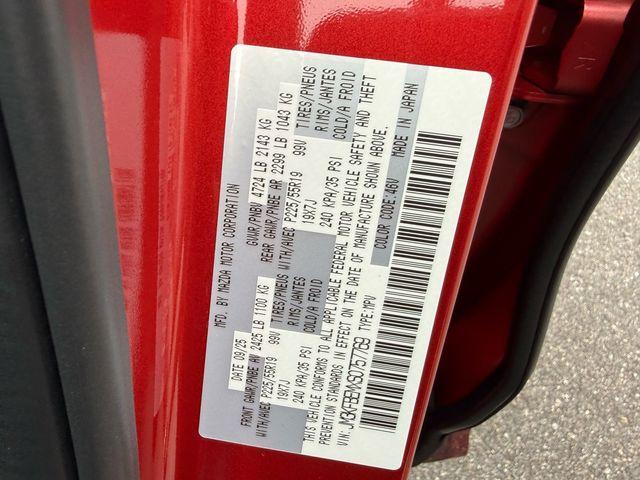 MFD. BY MAZDA MOTOR CORPORATION
DATE 09/25 GVWR/PNBV 4724 LB 2143 KG
FRONT GAWR/PNBE AV 2425 LB 1100 KG REAR GAWR/PNBE AR 2299 LB 1043 KG
TIRES/PNEUS WITH/AVEC P225/55R19 99V TIRES/PNEUS WITH/AVEC P225/55R19 99V
RIMS/JANTES 19X7J RIMS/JANTES 19X7J
COLD/A FROID 240 KPA/35 PSI COLD/A FROID 240 KPA/35 PSI
THIS VEHICLE CONFORMS TO ALL APPLICABLE FEDERAL MOTOR VEHICLE SAFETY AND THEFT
PREVENTION STANDARDS IN EFFECT ON THE DATE OF MANUFACTURE SHOWN ABOVE.
VIN: TYPE:MPV COLOR CODE:46V MADE IN JAPAN